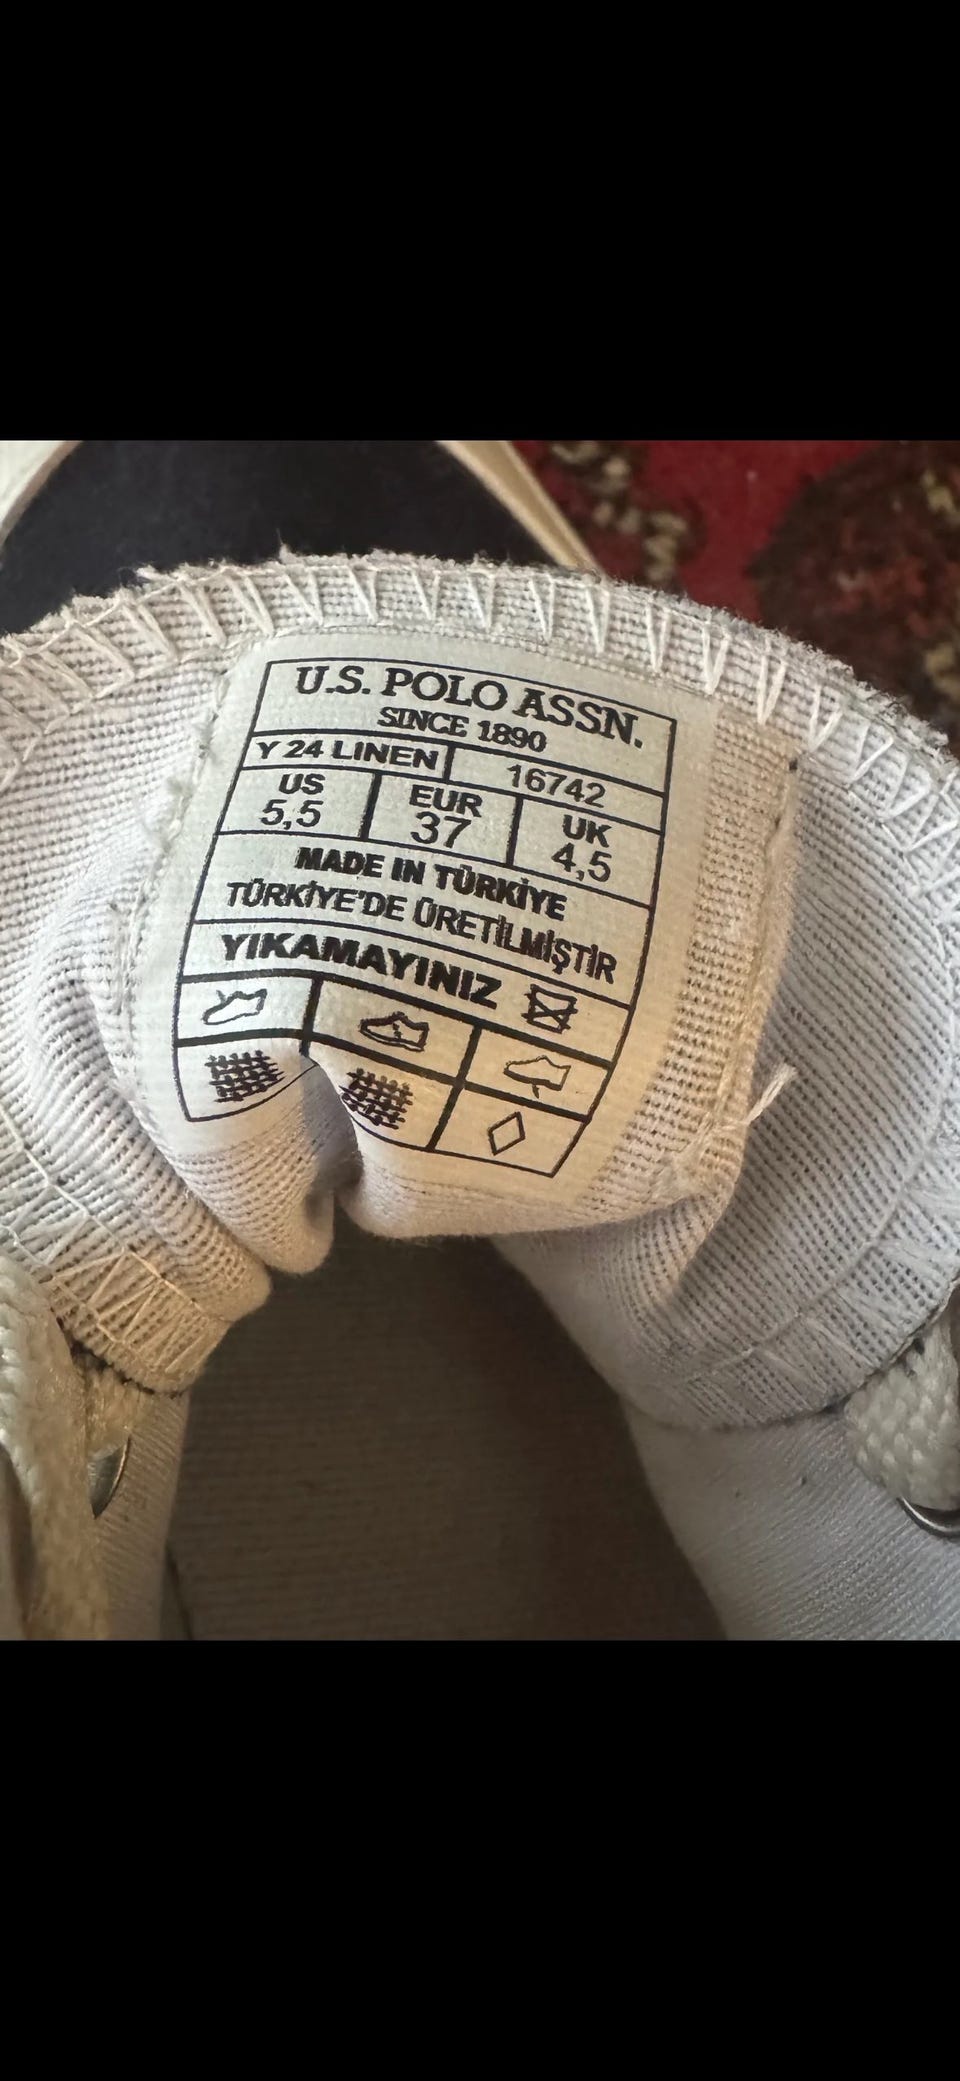 U.S. POLO ASSN.
SINCE 1890
Y 24 LINEN 16742
US EUR UK
5,5 37 4,5
MADE IN TÜRKİYE
TÜRKİYE'DE ÜRETİLMİŞTİR
YIKAMAYINIZ